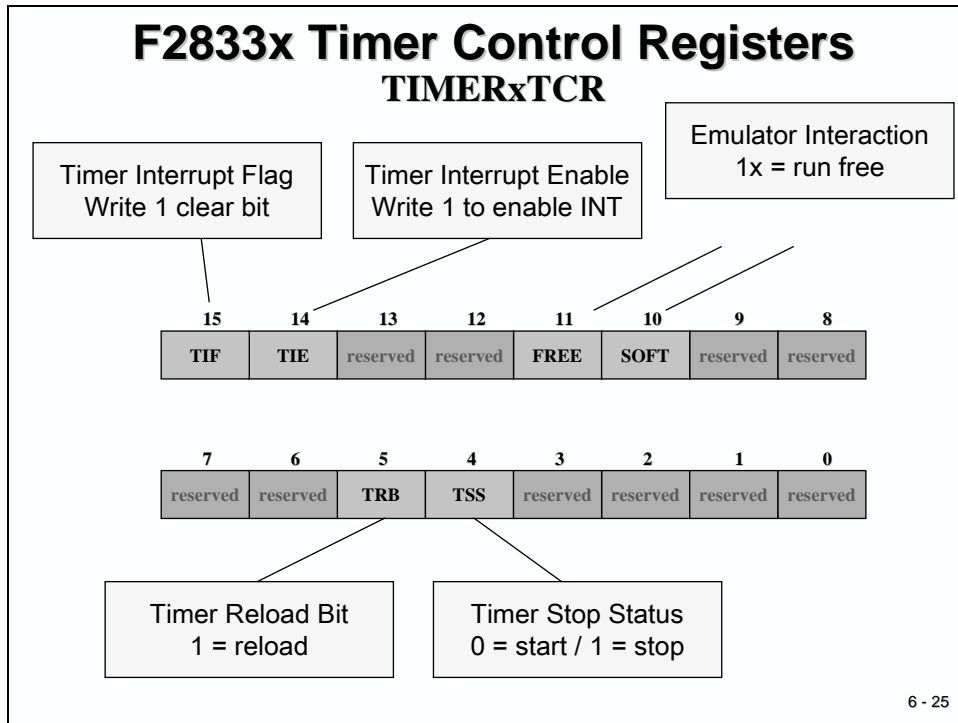 F2833x Timer Control Registers
TIMERxTCR
Emulator Interaction
1x = run free
Timer Interrupt Flag
Write 1 clear bit
Timer Interrupt Enable
Write 1 to enable INT
15 14 13 12 11 10 9 8
TIF TIE reserved reserved FREE SOFT reserved reserved
7 6 5 4 3 2 1 0
reserved reserved TRB TSS reserved reserved reserved reserved
Timer Reload Bit
1 = reload
Timer Stop Status
0 = start / 1 = stop
6 - 25